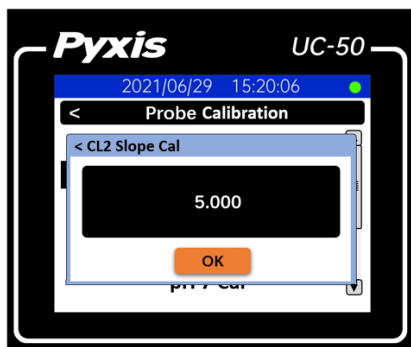 Pyxis UC-50
2021/06/29 15:20:06
< Probe Calibration
< CL2 Slope Cal
5.000
OK
pH 7 Cal